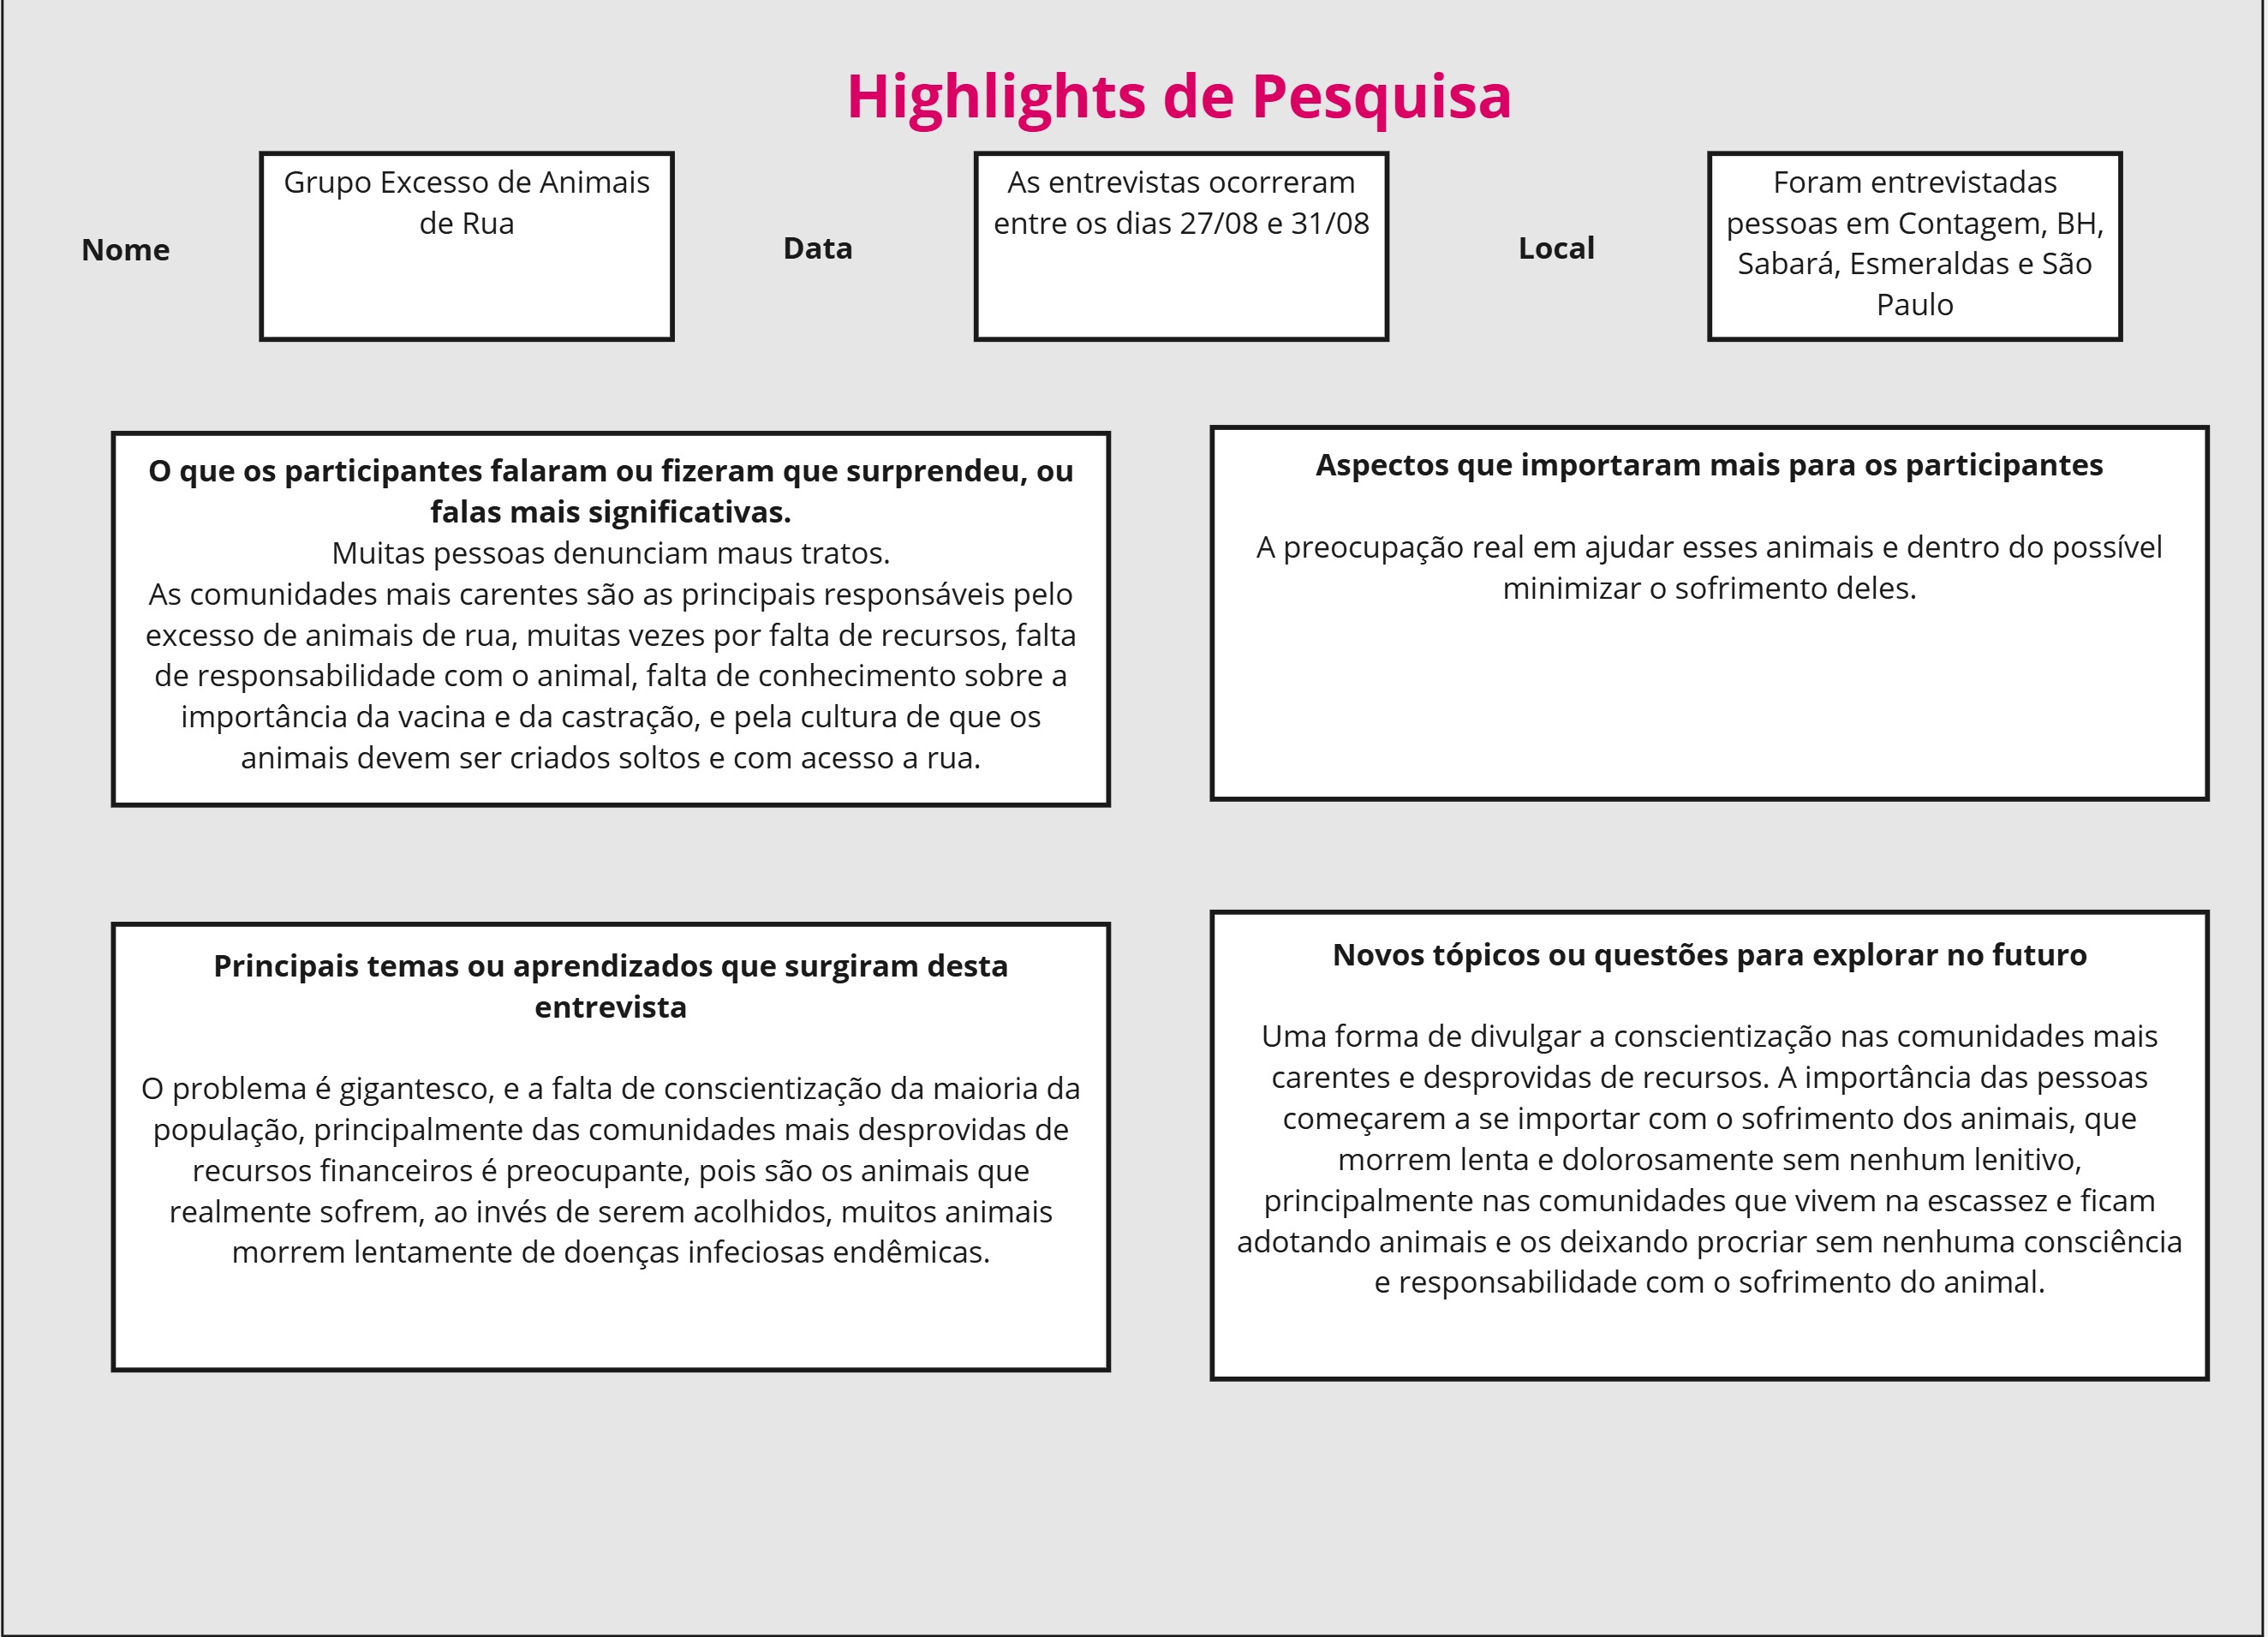 Highlights de Pesquisa
Nome
Grupo Excesso de Animais
de Rua
Data
As entrevistas ocorreram
entre os dias 27/08 e 31/08
Local
Foram entrevistadas
pessoas em Contagem, BH,
Sabará, Esmeraldas e São
Paulo
O que os participantes falaram ou fizeram que surprendeu, ou
falas mais significativas.
Muitas pessoas denunciam maus tratos.
As comunidades mais carentes são as principais responsáveis pelo
excesso de animais de rua, muitas vezes por falta de recursos, falta
de responsabilidade com o animal, falta de conhecimento sobre a
importância da vacina e da castração, e pela cultura de que os
animais devem ser criados soltos e com acesso a rua.
Aspectos que importaram mais para os participantes
A preocupação real em ajudar esses animais e dentro do possível
minimizar o sofrimento deles.
Principais temas ou aprendizados que surgiram desta
entrevista
O problema é gigantesco, e a falta de conscientização da maioria da
população, principalmente das comunidades mais desprovidas de
recursos financeiros é preocupante, pois são os animais que
realmente sofrem, ao invés de serem acolhidos, muitos animais
morrem lentamente de doenças infeciosas endêmicas.
Novos tópicos ou questões para explorar no futuro
Uma forma de divulgar a conscientização nas comunidades mais
carentes e desprovidas de recursos. A importância das pessoas
começarem a se importar com o sofrimento dos animais, que
morrem lenta e dolorosamente sem nenhum lenitivo,
principalmente nas comunidades que vivem na escassez e ficam
adotando animais e os deixando procriar sem nenhuma consciência
e responsabilidade com o sofrimento do animal.